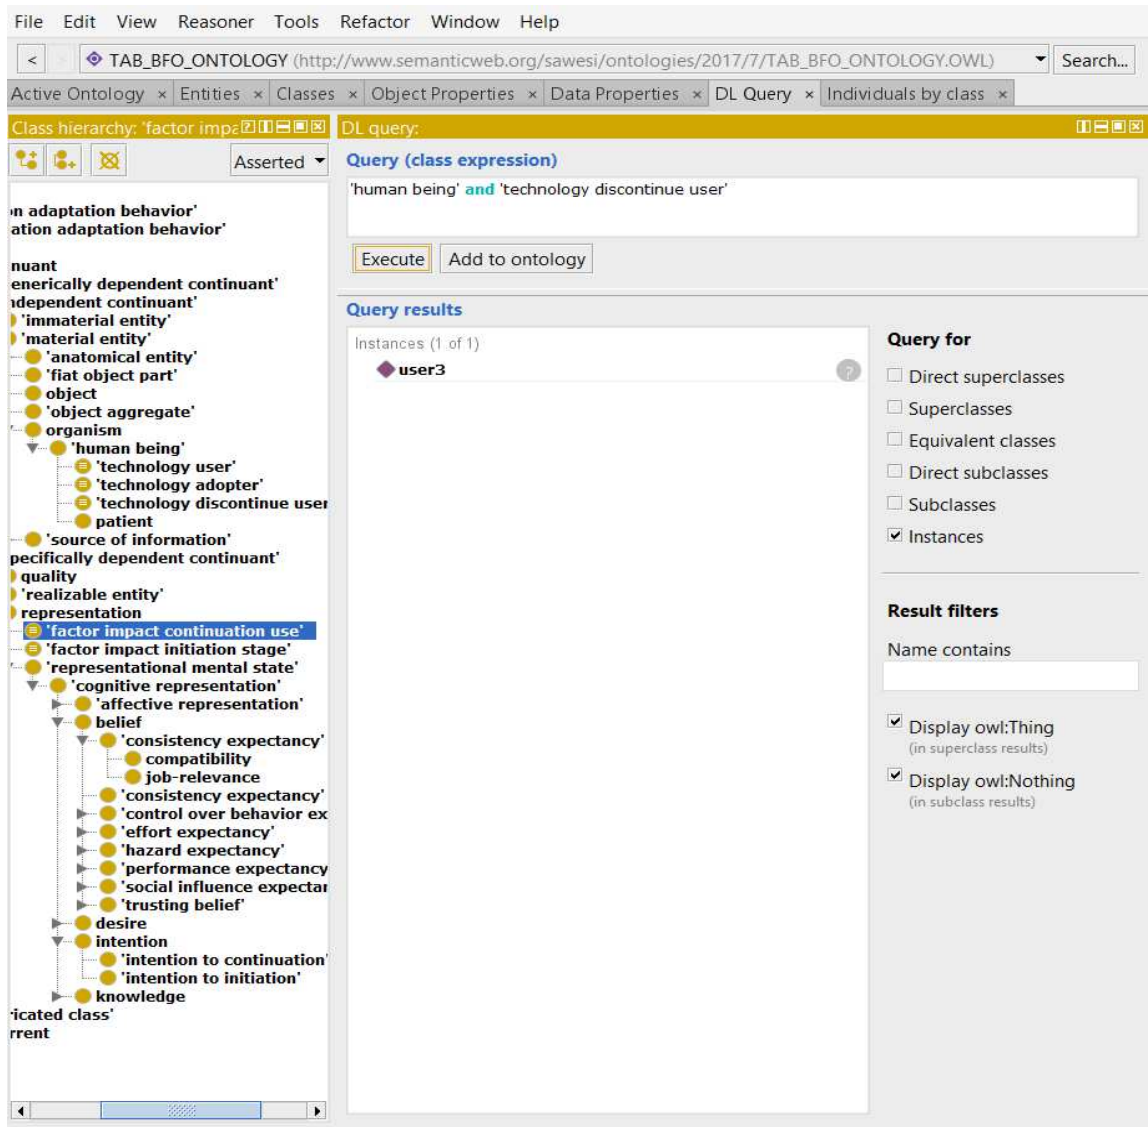 File Edit View Reasoner Tools Refactor Window Help
< > TAB_BFO_ONTOLOGY (http://www.semanticweb.org/sawesi/ontologies/2017/7/TAB_BFO_ONTOLOGY.OWL) Search...
Active Ontology × Entities × Classes × Object Properties × Data Properties × DL Query × Individuals by class ×
Class hierarchy: 'factor impa
Asserted
n adaptation behavior'
ation adaptation behavior'
nuant
enerically dependent continuant'
ndependent continuant'
'immaterial entity'
'material entity'
'anatomical entity'
'fiat object part'
object
'object aggregate'
organism
'human being'
'technology user'
'technology adopter'
'technology discontinue user
patient
'source of information'
pecifically dependent continuant'
quality
'realizable entity'
representation
'factor impact continuation use'
'factor impact initiation stage'
'representational mental state'
'cognitive representation'
'affective representation'
belief
'consistency expectancy'
compatibility
job-relevance
'consistency expectancy'
'control over behavior ex
'effort expectancy'
'hazard expectancy'
'performance expectancy
'social influence expectan
'trusting belief'
desire
intention
'intention to continuation'
'intention to initiation'
knowledge
ricated class'
rrent
DL query:
Query (class expression)
'human being' and 'technology discontinue user'
Execute Add to ontology
Query results
Instances (1 of 1)
user3 ?
Query for
Direct superclasses
Superclasses
Equivalent classes
Direct subclasses
Subclasses
Instances
Result filters
Name contains
Display owl:Thing
(in superclass results)
Display owl:Nothing
(in subclass results)